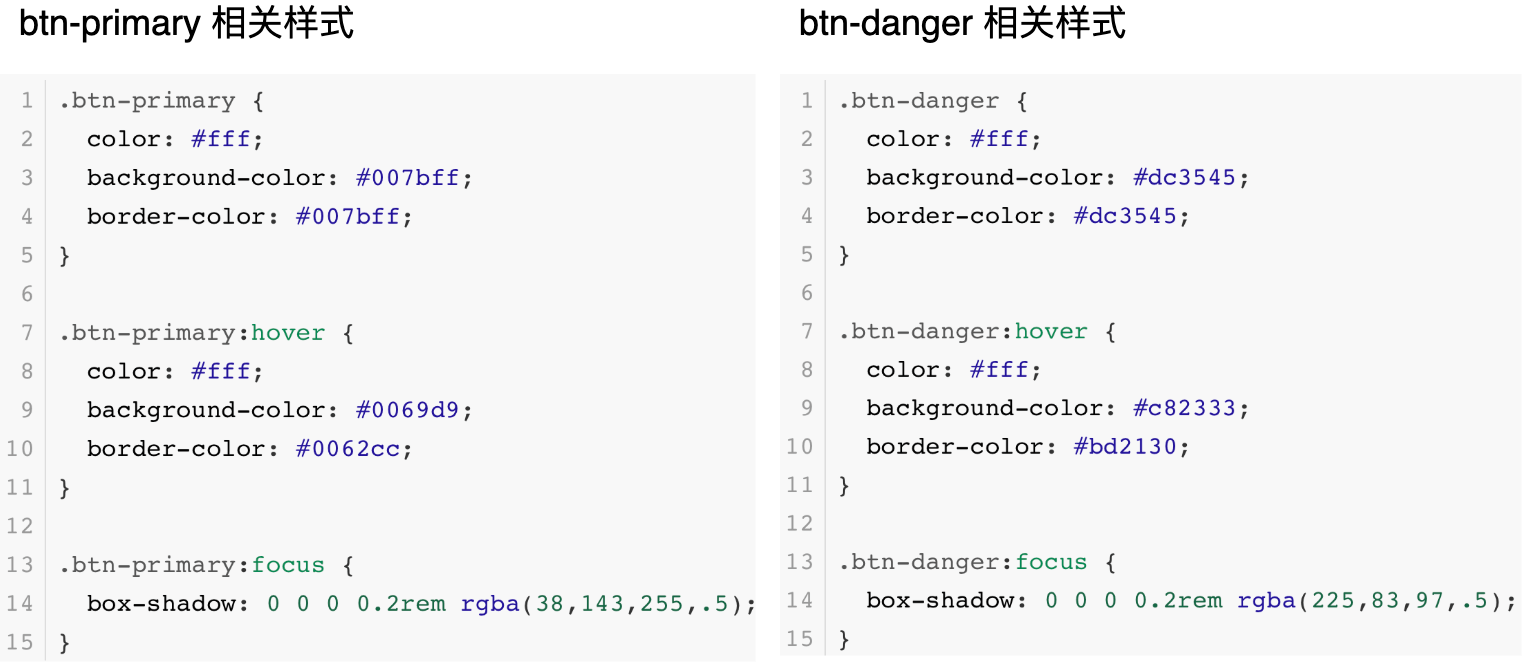 btn-primary 相关样式
1 .btn-primary {
2   color: #fff;
3   background-color: #007bff;
4   border-color: #007bff;
5 }
6
7 .btn-primary:hover {
8   color: #fff;
9   background-color: #0069d9;
10   border-color: #0062cc;
11 }
12
13 .btn-primary:focus {
14   box-shadow: 0 0 0 0.2rem rgba(38,143,255,.5);
15 }
btn-danger 相关样式
1 .btn-danger {
2   color: #fff;
3   background-color: #dc3545;
4   border-color: #dc3545;
5 }
6
7 .btn-danger:hover {
8   color: #fff;
9   background-color: #c82333;
10   border-color: #bd2130;
11 }
12
13 .btn-danger:focus {
14   box-shadow: 0 0 0 0.2rem rgba(225,83,97,.5);
15 }